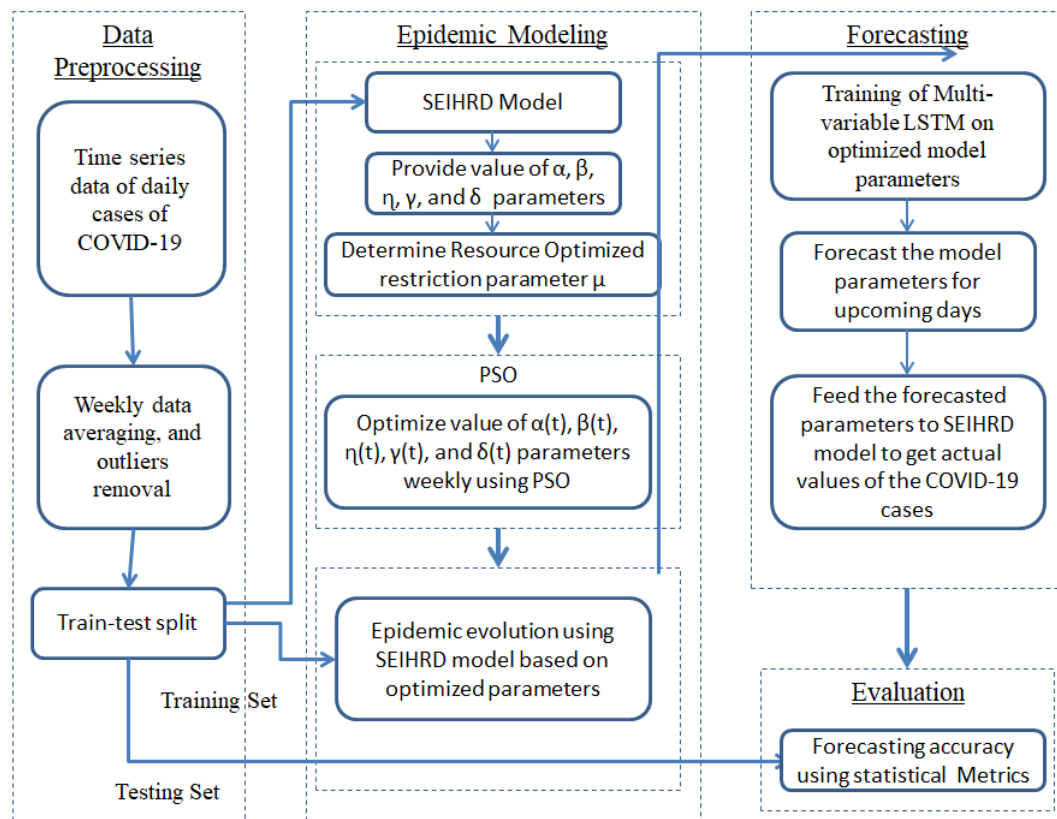 Data
Preprocessing
Time series
data of daily
cases of
COVID-19
Weekly data
averaging, and
outliers
removal
Train-test split
Training Set
Testing Set
Epidemic Modeling
SEIHRD Model
Provide value of α, β,
η, γ, and δ parameters
Determine Resource Optimized
restriction parameter μ
PSO
Optimize value of α(t), β(t),
η(t), γ(t), and δ(t) parameters
weekly using PSO
Epidemic evolution using
SEIHRD model based on
optimized parameters
Forecasting
Training of Multi-
variable LSTM on
optimized model
parameters
Forecast the model
parameters for
upcoming days
Feed the forecasted
parameters to SEIHRD
model to get actual
values of the COVID-19
cases
Evaluation
Forecasting accuracy
using statistical Metrics